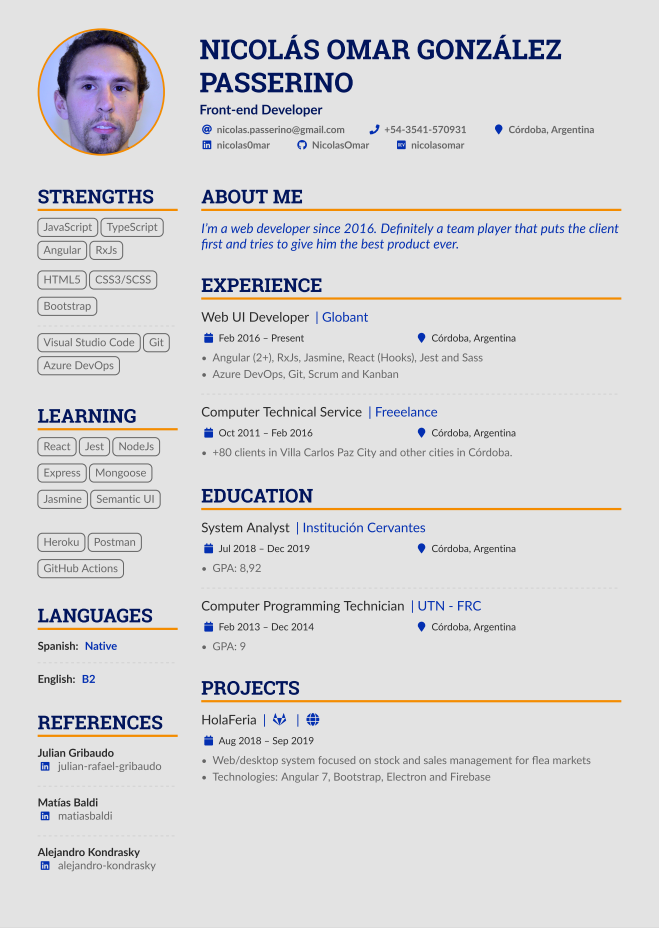 NICOLÁS OMAR GONZÁLEZ
PASSERINO
Front-end Developer
nicolas.passerino@gmail.com +54-3541-570931 Córdoba, Argentina
nicolas0mar NicolasOmar nicolasomar
STRENGTHS
JavaScript TypeScript
Angular RxJs
HTML5 CSS3/SCSS
Bootstrap
Visual Studio Code Git
Azure DevOps
LEARNING
React Jest NodeJs
Express Mongoose
Jasmine Semantic UI
Heroku Postman
GitHub Actions
LANGUAGES
Spanish: Native
English: B2
REFERENCES
Julian Gribaudo
julian-rafael-gribaudo
Matías Baldi
matiasbaldi
Alejandro Kondrasky
alejandro-kondrasky
ABOUT ME
I'm a web developer since 2016. Definitely a team player that puts the client
first and tries to give him the best product ever.
EXPERIENCE
Web UI Developer | Globant
Feb 2016 – Present Córdoba, Argentina
• Angular (2+), RxJs, Jasmine, React (Hooks), Jest and Sass
• Azure DevOps, Git, Scrum and Kanban
Computer Technical Service | Freeelance
Oct 2011 – Feb 2016 Córdoba, Argentina
• +80 clients in Villa Carlos Paz City and other cities in Córdoba.
EDUCATION
System Analyst | Institución Cervantes
Jul 2018 – Dec 2019 Córdoba, Argentina
• GPA: 8,92
Computer Programming Technician | UTN - FRC
Feb 2013 – Dec 2014 Córdoba, Argentina
• GPA: 9
PROJECTS
HolaFeria | |
Aug 2018 – Sep 2019
• Web/desktop system focused on stock and sales management for flea markets
• Technologies: Angular 7, Bootstrap, Electron and Firebase